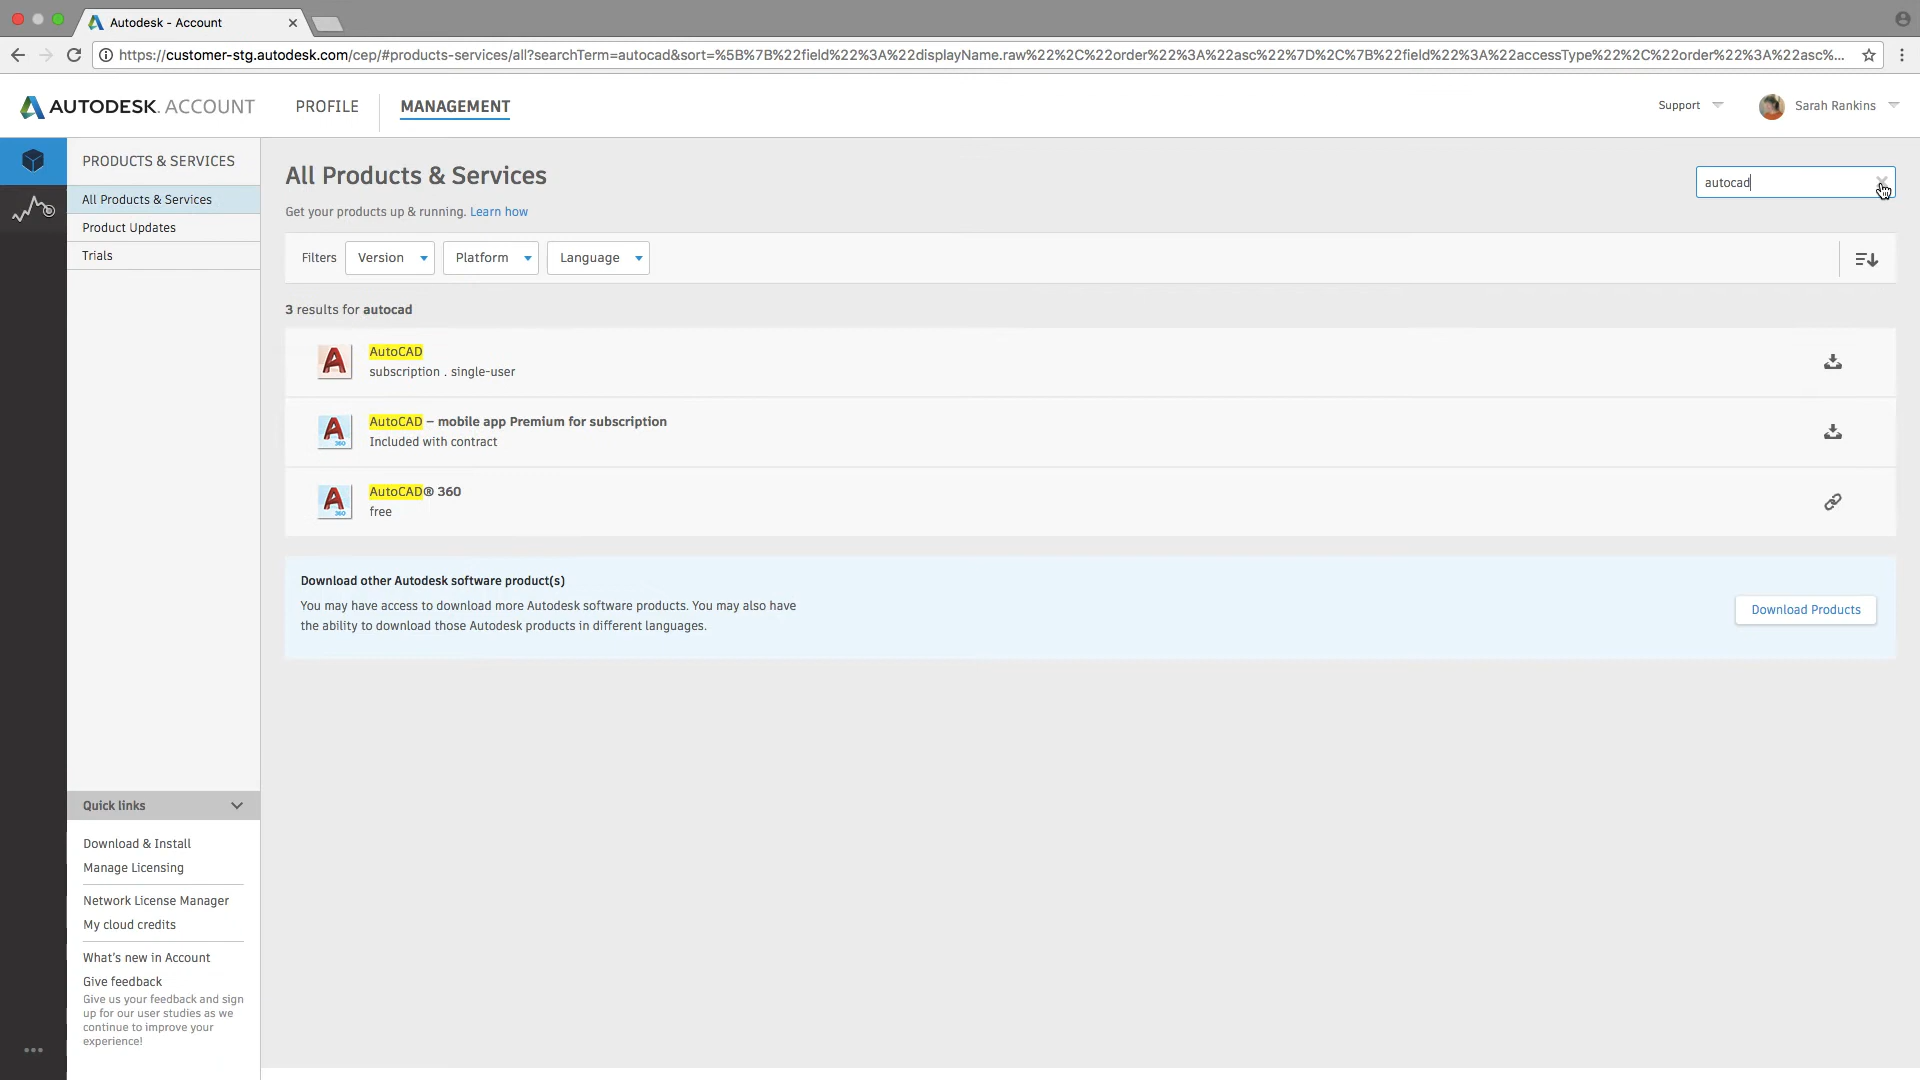 Autodesk - Account
https://customer-stg.autodesk.com/cep/#products-services/all?searchTerm=autocad&sort=%5B%7B%22field%22%3A%22displayName.raw%22%2C%22order%22%3A%22asc%22%7D%2C%7B%22field%22%3A%22accessType%22%2C%22order%22%3A%22asc%...
AUTODESK. ACCOUNT
PROFILE
MANAGEMENT
Support
Sarah Rankins
PRODUCTS & SERVICES
All Products & Services
Product Updates
Trials
All Products & Services
autocad
Get your products up & running. Learn how
Filters
Version
Platform
Language
3 results for autocad
AutoCAD
subscription . single-user
AutoCAD – mobile app Premium for subscription
360
Included with contract
AutoCAD® 360
360
free
Download other Autodesk software product(s)
You may have access to download more Autodesk software products. You may also have
the ability to download those Autodesk products in different languages.
Download Products
Quick links
Download & Install
Manage Licensing
Network License Manager
My cloud credits
What's new in Account
Give feedback
Give us your feedback and sign
up for our user studies as we
continue to improve your
experience!